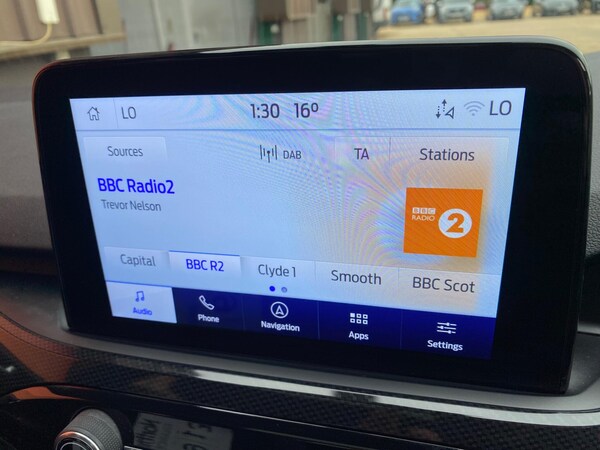 LO 1:30 16° LO
Sources DAB TA Stations
BBC Radio2
Trevor Nelson
BBC
RADIO 2
Capital BBC R2 Clyde 1 Smooth BBC Scot
Audio Phone Navigation Apps Settings